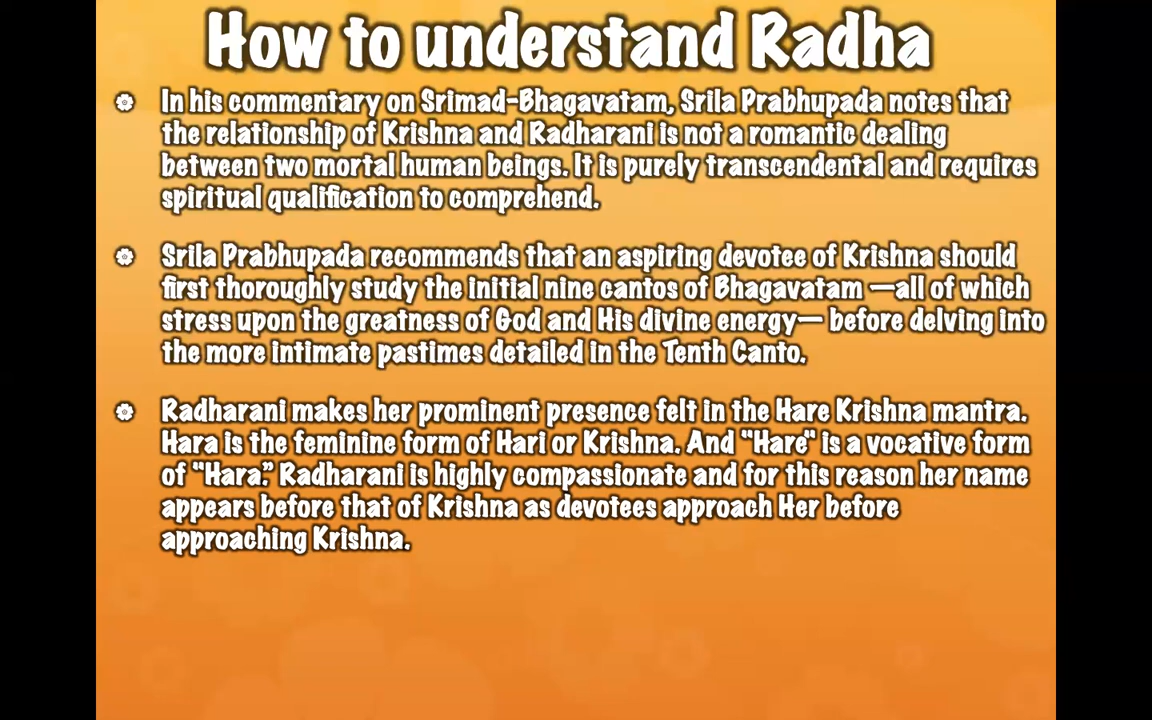 How to understand Radha
In his commentary on Srimad-Bhagavatam, Srila Prabhupada notes that
the relationship of Krishna and Radharani is not a romantic dealing
between two mortal human beings. It is purely transcendental and requires
spiritual qualification to comprehend.
Srila Prabhupada recommends that an aspiring devotee of Krishna should
first thoroughly study the initial nine cantos of Bhagavatam —all of which
stress upon the greatness of God and His divine energy— before delving into
the more intimate pastimes detailed in the Tenth Canto.
Radharani makes her prominent presence felt in the Hare Krishna mantra.
Hara is the feminine form of Hari or Krishna. And "Hare" is a vocative form
of "Hara." Radharani is highly compassionate and for this reason her name
appears before that of Krishna as devotees approach Her before
approaching Krishna.